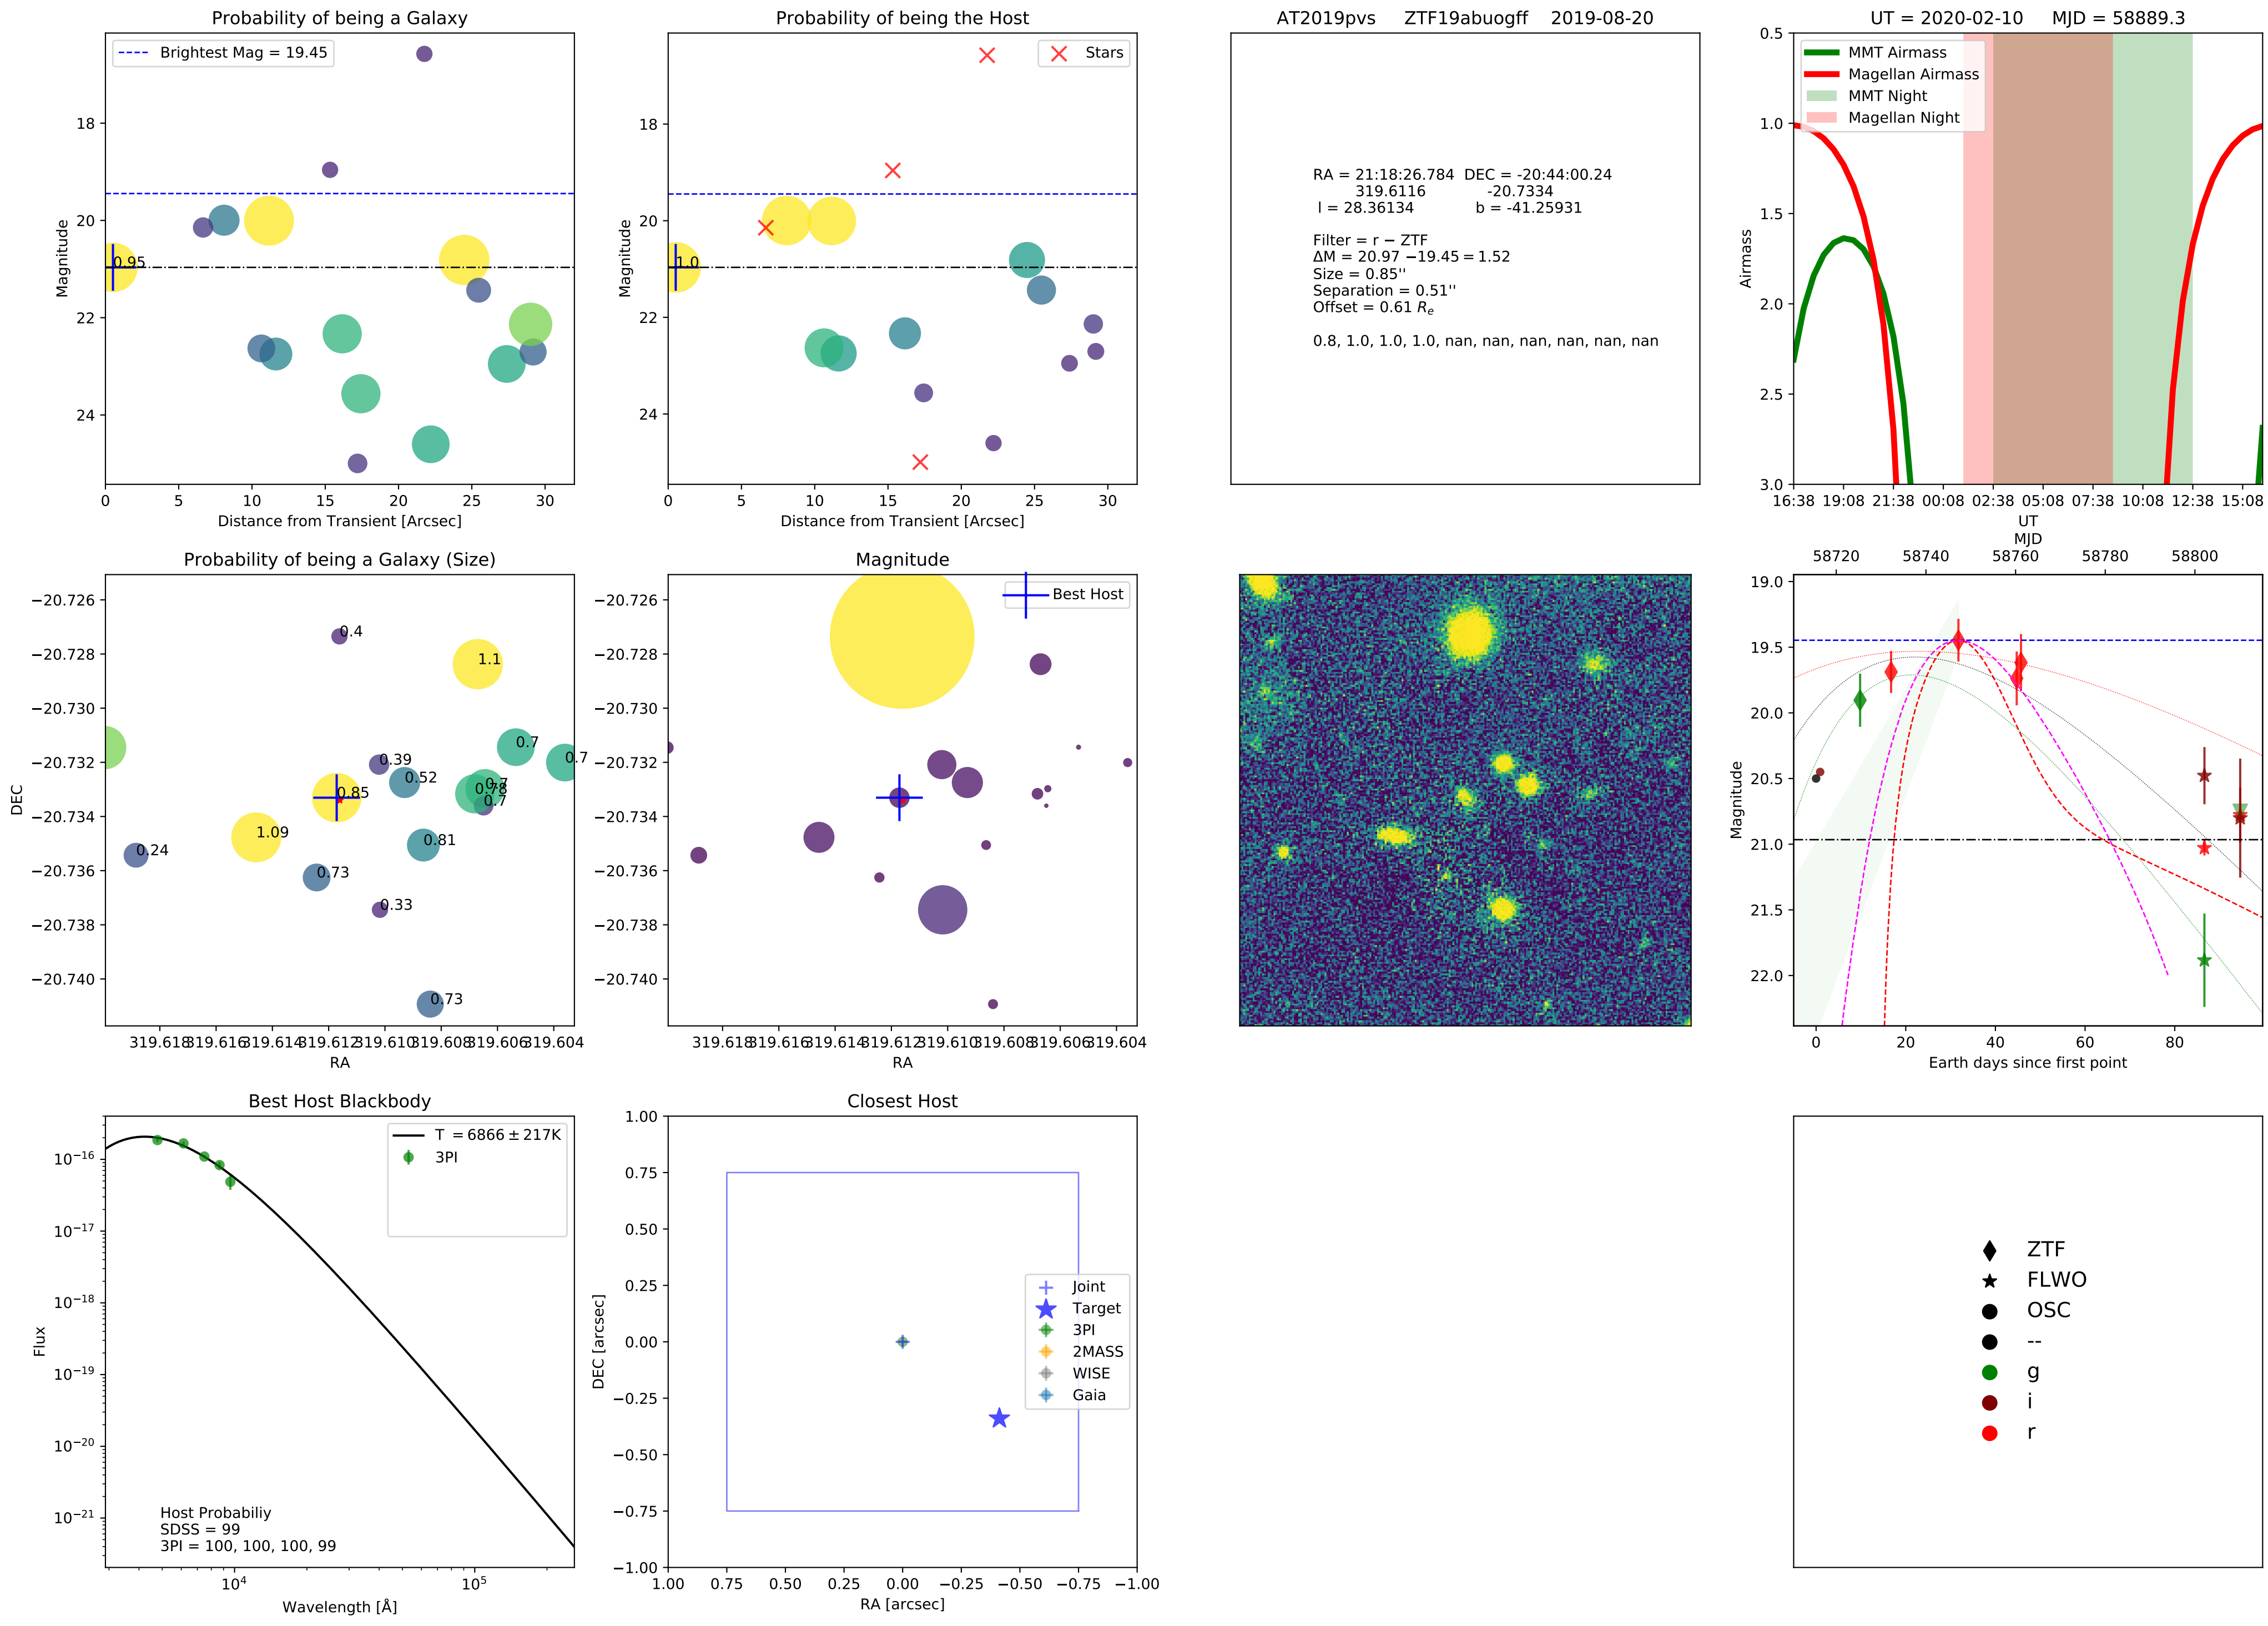 Probability of being a Galaxy
Brightest Mag = 19.45
0.95
18
20
22
24
Magnitude
0 5 10 15 20 25 30
Distance from Transient [Arcsec]
Probability of being the Host
Stars
1.0
18
20
22
24
Magnitude
0 5 10 15 20 25 30
Distance from Transient [Arcsec]
AT2019pvs ZTF19abuogff 2019-08-20
RA = 21:18:26.784 DEC = -20:44:00.24
319.6116 -20.7334
l = 28.36134 b = -41.25931
Filter = r − ZTF
ΔM = 20.97 −19.45 = 1.52
Size = 0.85''
Separation = 0.51''
Offset = 0.61 Re
0.8, 1.0, 1.0, 1.0, nan, nan, nan, nan, nan, nan
UT = 2020-02-10 MJD = 58889.3
MMT Airmass
Magellan Airmass
MMT Night
Magellan Night
0.5
1.0
1.5
2.0
2.5
3.0
Airmass
16:38 19:08 21:38 00:08 02:38 05:08 07:38 10:08 12:38 15:08
UT
Probability of being a Galaxy (Size)
0.4
1.1
0.7
0.7
0.39
0.52
0.7
0.78
0.7
0.85
1.09
0.81
0.24
0.73
0.33
0.73
−20.726
−20.728
−20.730
−20.732
−20.734
−20.736
−20.738
−20.740
DEC
319.618 319.616 319.614 319.612 319.610 319.608 319.606 319.604
RA
Magnitude
Best Host
−20.726
−20.728
−20.730
−20.732
−20.734
−20.736
−20.738
−20.740
319.618 319.616 319.614 319.612 319.610 319.608 319.606 319.604
RA
MJD
58720 58740 58760 58780 58800
19.0
19.5
20.0
20.5
21.0
21.5
22.0
Magnitude
0 20 40 60 80
Earth days since first point
Best Host Blackbody
T = 6866 ± 217K
3PI
10−16
10−17
10−18
10−19
10−20
10−21
Flux
Host Probabiliy
SDSS = 99
3PI = 100, 100, 100, 99
104 105
Wavelength [Å]
Closest Host
Joint
Target
3PI
2MASS
WISE
Gaia
1.00
0.75
0.50
0.25
0.00
−0.25
−0.50
−0.75
−1.00
DEC [arcsec]
1.00 0.75 0.50 0.25 0.00 −0.25 −0.50 −0.75 −1.00
RA [arcsec]
ZTF
FLWO
OSC
--
g
i
r